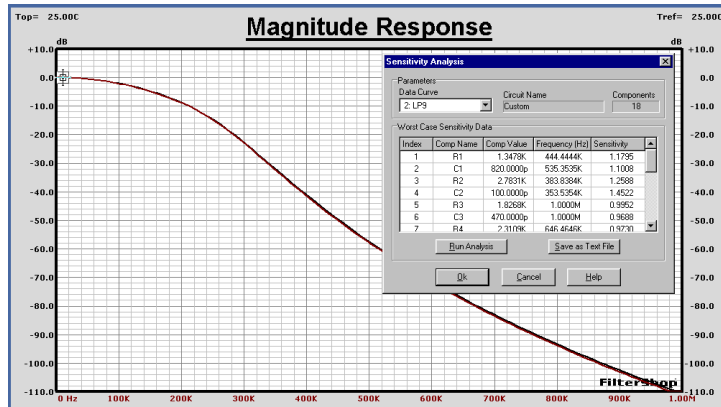 Top= 25.00C
Magnitude Response
Tref= 25.00C
dB
dB
+10.0
0.0
-10.0
-20.0
-30.0
-40.0
-50.0
-60.0
-70.0
-80.0
-90.0
-100.0
-110.0
+10.0
0.0
-10.0
-20.0
-30.0
-40.0
-50.0
-60.0
-70.0
-80.0
-90.0
-100.0
-110.0
Sensitivity Analysis
Parameters
Data Curve
Circuit Name
Components
2: LP9
Custom
18
Worst Case Sensitivity Data
Index Comp Name Comp Value Frequency (Hz) Sensitivity
1 R1 1.3478K 444.4444K 1.1795
2 C1 820.0000p 535.3535K 1.1008
3 R2 2.7831K 383.8384K 1.2588
4 C2 100.0000p 353.5354K 1.4522
5 R3 1.8268K 1.0000M 0.9952
6 C3 470.0000p 1.0000M 0.9688
7 R4 2.3109K 646.4646K 0.9730
Run Analysis
Save as Text File
Ok
Cancel
Help
FilterShop
0 Hz 100K 200K 300K 400K 500K 600K 700K 800K 900K 1.00M